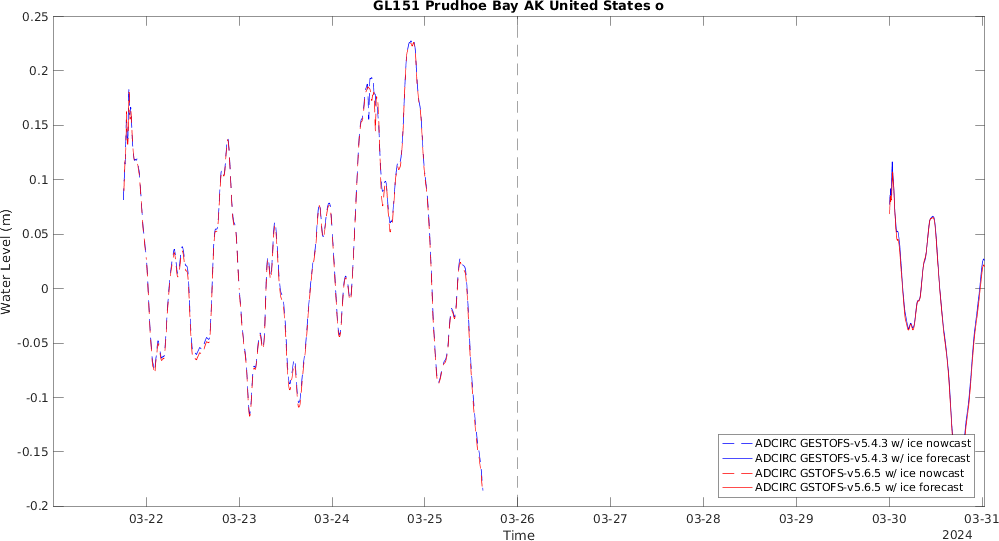 GL151 Prudhoe Bay AK United States o
0.25
0.2
0.15
0.1
0.05
0
-0.05
-0.1
-0.15
-0.2
Water Level (m)
ADCIRC GESTOFS-v5.4.3 w/ ice nowcast
ADCIRC GESTOFS-v5.4.3 w/ ice forecast
ADCIRC GSTOFS-v5.6.5 w/ ice nowcast
ADCIRC GSTOFS-v5.6.5 w/ ice forecast
03-22 03-23 03-24 03-25 03-26 03-27 03-28 03-29 03-30 03-31
Time
2024